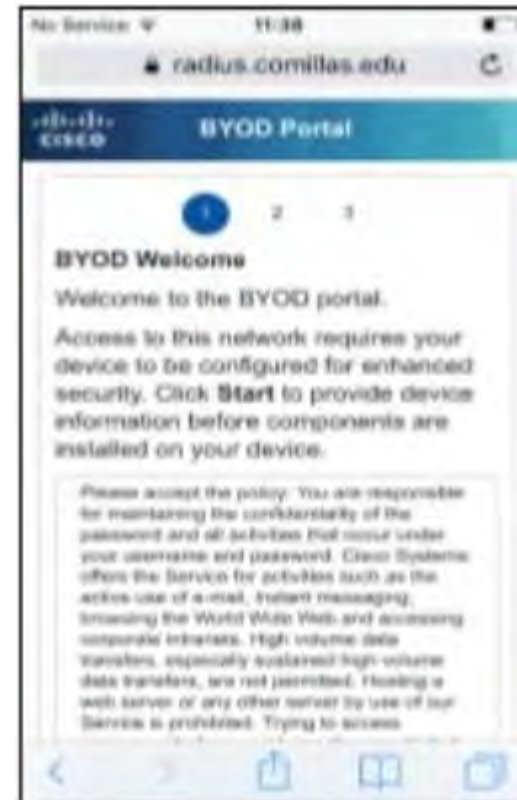 No Service 11:38
radius.comillas.edu
CISCO BYOD Portal
1 2 3
BYOD Welcome
Welcome to the BYOD portal.
Access to this network requires your
device to be configured for enhanced
security. Click Start to provide device
information before components are
installed on your device.
Please accept the policy: You are responsible
for maintaining the confidentiality of the
password and all activities that occur under
your username and password. Cisco Systems
offers the Service for activities such as the
active use of e-mail, instant messaging,
browsing the World Wide Web and accessing
corporate intranets. High volume data
transfers, especially sustained high volume
data transfers, are not permitted. Hosting a
web server or any other server by use of our
Service is prohibited. Trying to access